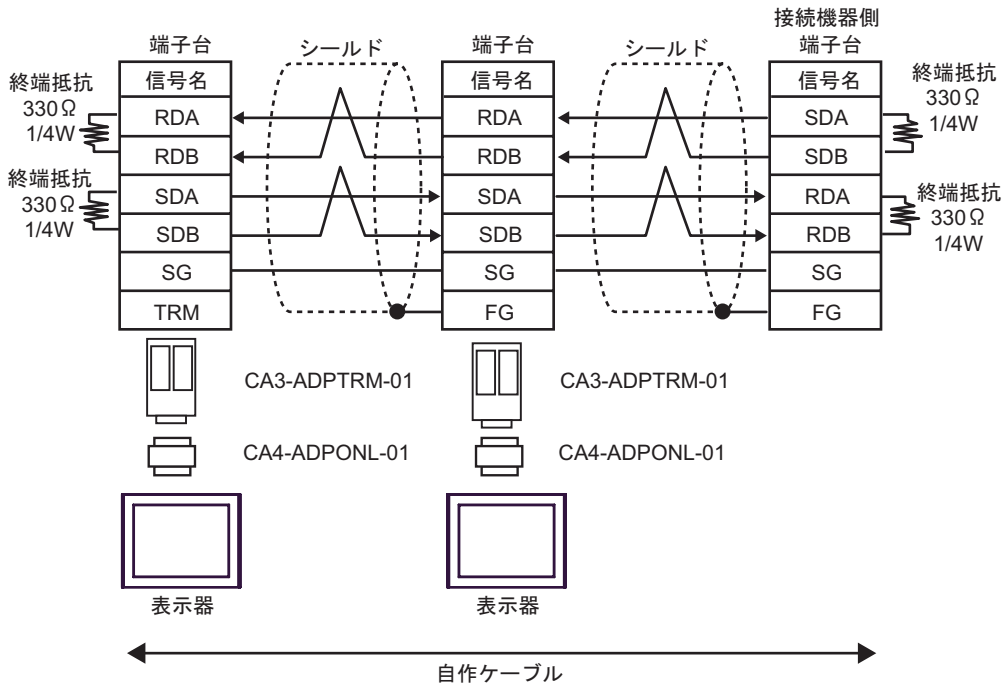 接続機器側
端子台
シールド
端子台
シールド
端子台
終端抵抗
330Ω
1/4W
終端抵抗
330Ω
1/4W
信号名
RDA
RDB
SDA
SDB
SG
TRM
信号名
RDA
RDB
SDA
SDB
SG
FG
信号名
SDA
SDB
RDA
RDB
SG
FG
終端抵抗
330Ω
1/4W
終端抵抗
330Ω
1/4W
CA3-ADPTRM-01
CA3-ADPTRM-01
CA4-ADPONL-01
CA4-ADPONL-01
表示器
表示器
自作ケーブル